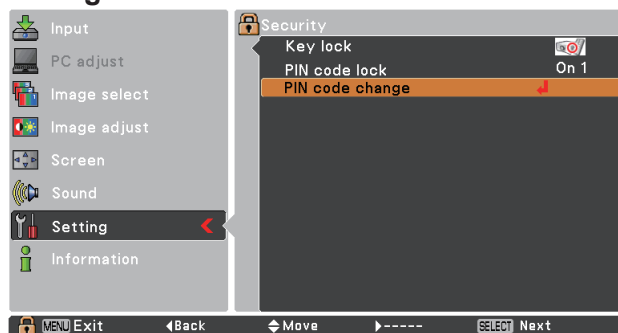 Input
PC adjust
Image select
Image adjust
Screen
Sound
Setting
Information
Security
Key lock
PIN code lock On 1
PIN code change
MENU Exit ◀Back ◆Move ▶----- SELECT Next